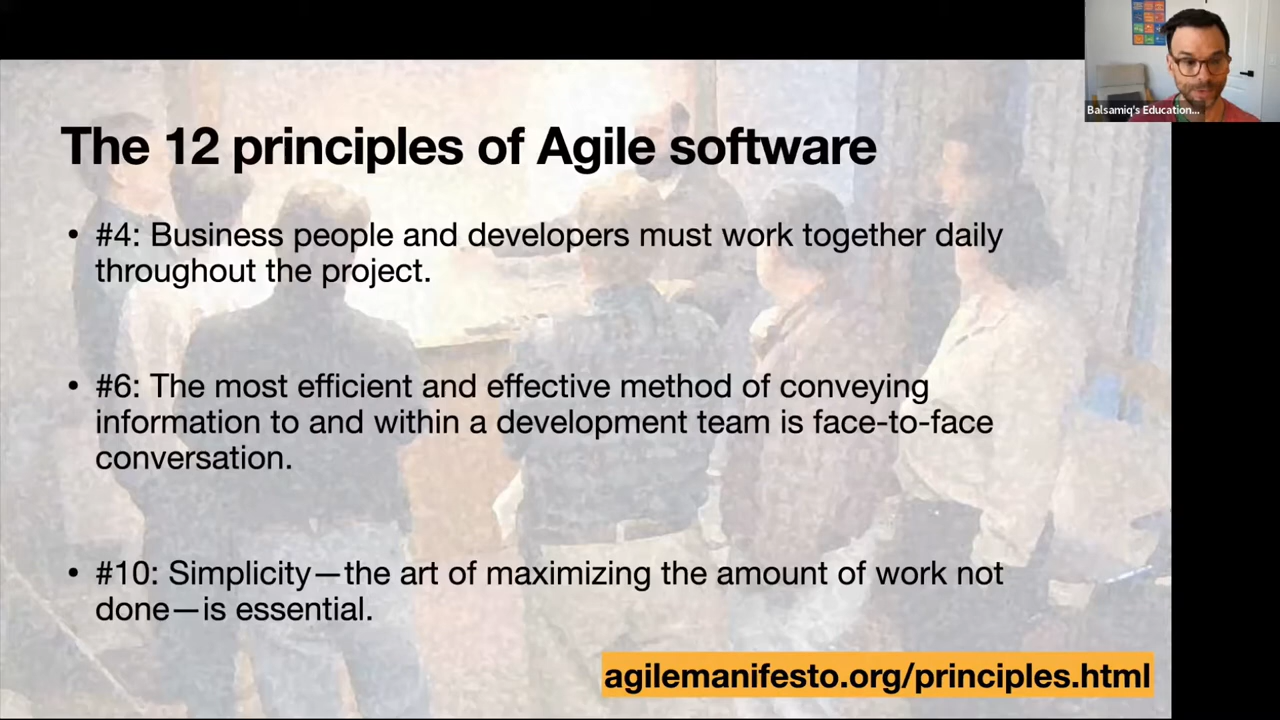 Balsamiq's Education...
The 12 principles of Agile software
• #4: Business people and developers must work together daily
throughout the project.
• #6: The most efficient and effective method of conveying
information to and within a development team is face-to-face
conversation.
• #10: Simplicity—the art of maximizing the amount of work not
done—is essential.
agilemanifesto.org/principles.html